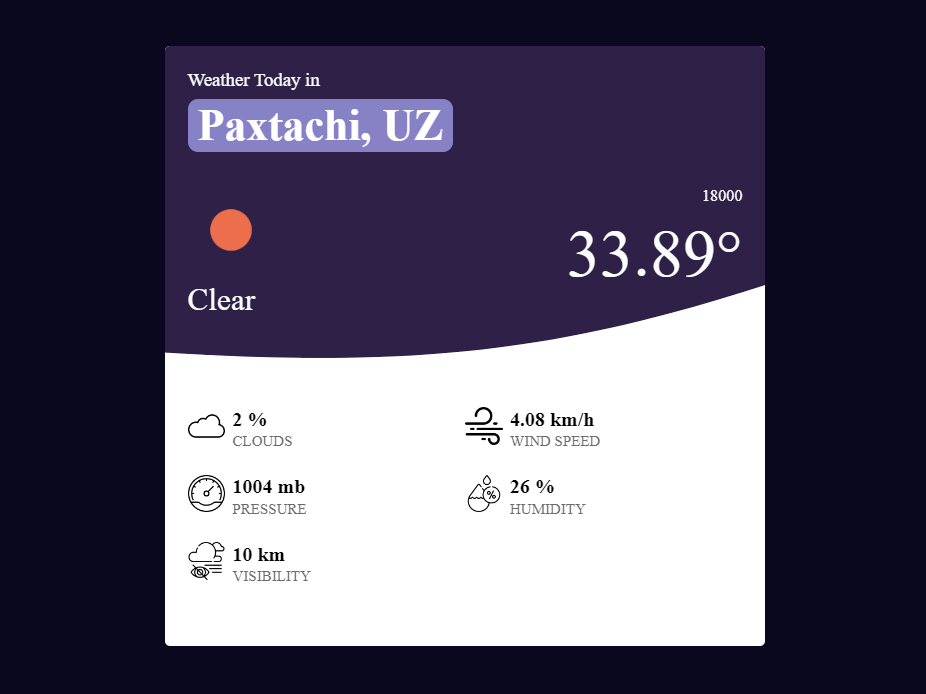 Weather Today in
Paxtachi, UZ
18000
33.89°
Clear
2 %
CLOUDS
4.08 km/h
WIND SPEED
1004 mb
PRESSURE
26 %
HUMIDITY
10 km
VISIBILITY